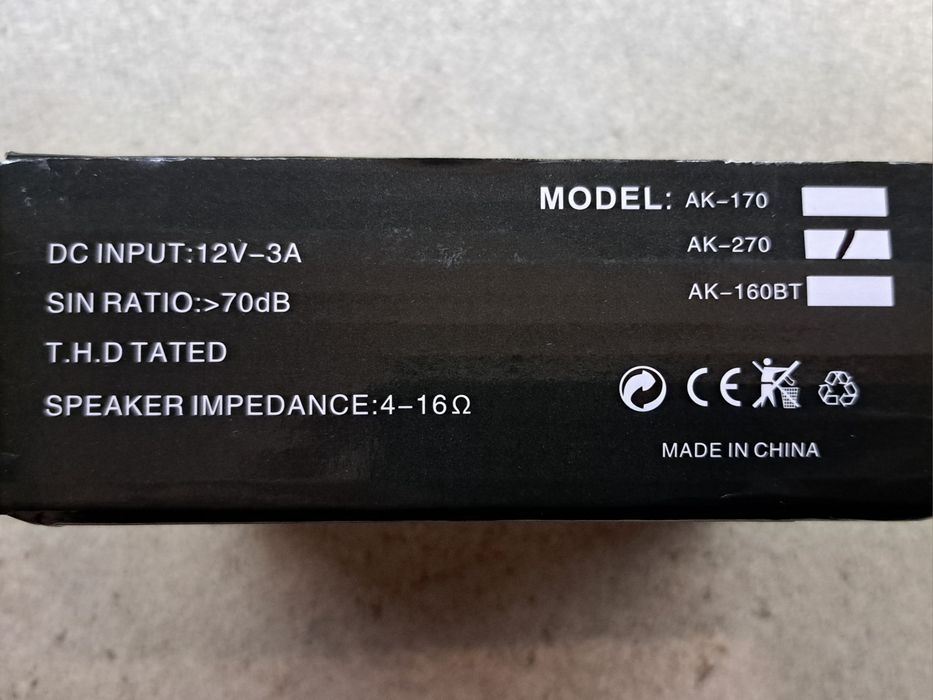 MODEL: AK-170
AK-270
AK-160BT
DC INPUT:12V-3A
SIN RATIO:>70dB
T.H.D TATED
SPEAKER IMPEDANCE:4-16Ω
CE
MADE IN CHINA